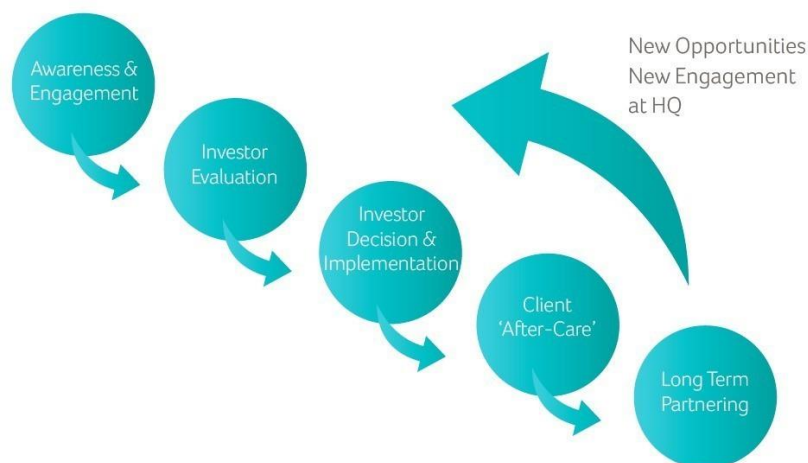 Awareness &
Engagement
Investor
Evaluation
Investor
Decision &
Implementation
Client
‘After-Care’
Long Term
Partnering
New Opportunities
New Engagement
at HQ